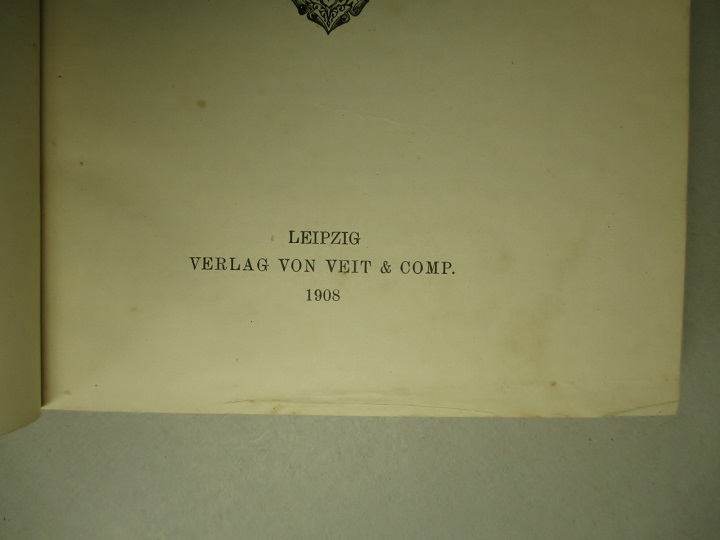 LEIPZIG
VERLAG VON VEIT & COMP.
1908